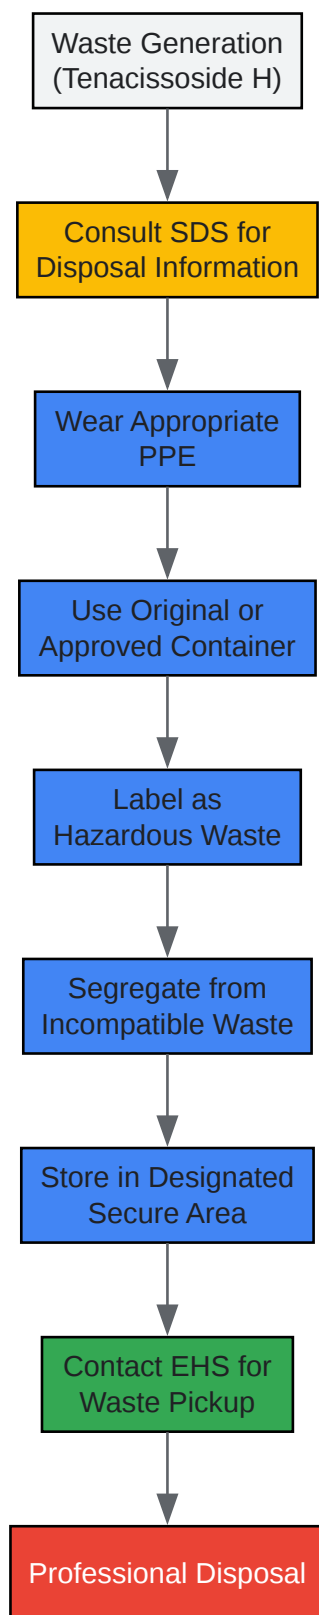 Waste Generation
(Tenacissoside H)
Consult SDS for
Disposal Information
Wear Appropriate
PPE
Use Original or
Approved Container
Label as
Hazardous Waste
Segregate from
Incompatible Waste
Store in Designated
Secure Area
Contact EHS for
Waste Pickup
Professional Disposal